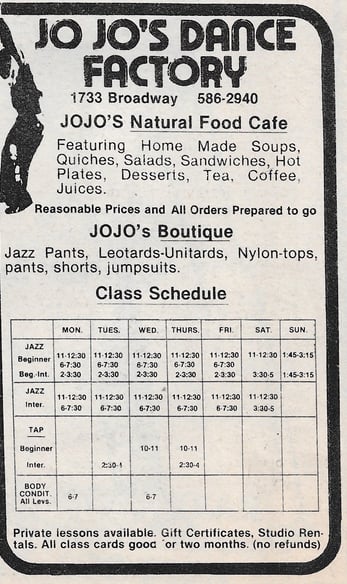 JO JO'S DANCE
FACTORY
1733 Broadway 586-2940
JOJO'S Natural Food Cafe
Featuring Home Made Soups,
Quiches, Salads, Sandwiches, Hot
Plates, Desserts, Tea, Coffee,
Juices.
Reasonable Prices and All Orders Prepared to go
JOJO's Boutique
Jazz Pants, Leotards-Unitards, Nylon-tops,
pants, shorts, jumpsuits.
Class Schedule
MON. TUES. WED. THURS. FRI. SAT. SUN.
JAZZ
Beginner 11-12:30 11-12:30 11-12:30 11-12:30 11-12:30 11-12:30 1:45-3:15
6-7:30 6-7:30 6-7:30 6-7:30 6-7:30
Beg.-Int. 2-3:30 2-3:30 2-3:30 2-3:30 2-3:30 3:30-5 1:45-3:15
JAZZ 11-12:30 11-12:30 11-12:30 11-12:30 11-12:30 11-12:30
Inter. 6-7:30 6-7:30 6-7:30 6-7:30 6-7:30 3:30-5
TAP
Beginner 10-11 10-11
Inter. 2:30-4 2:30-4
BODY
CONDIT. 6-7 6-7
All Levs.
Private lessons available. Gift Certificates, Studio Ren-
tals. All class cards good for two months. (no refunds)